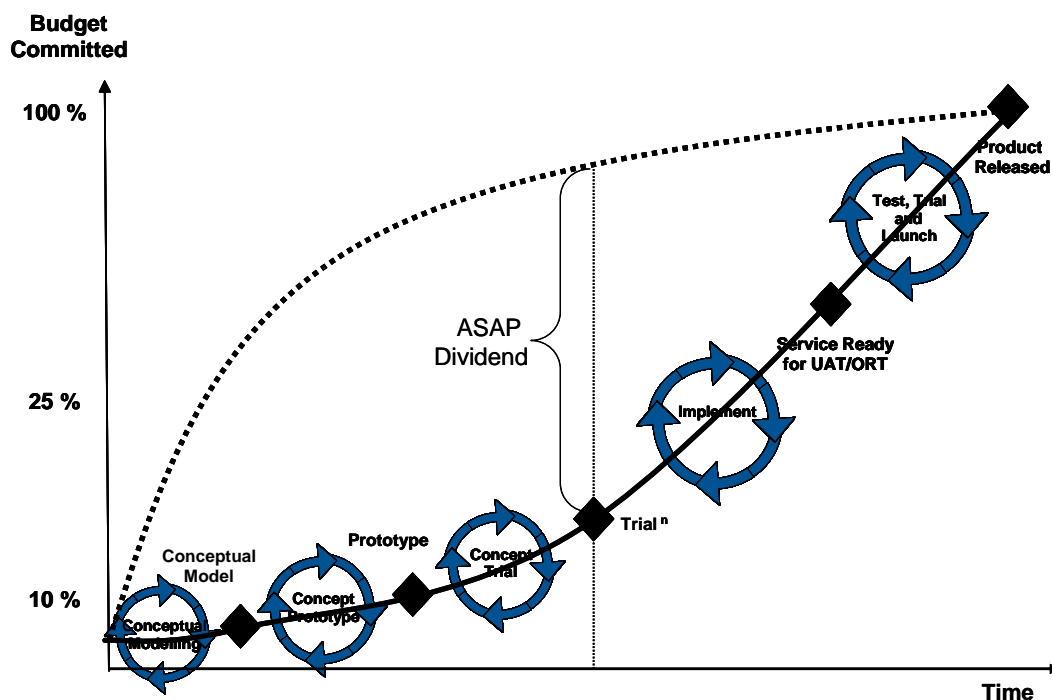 Budget
Committed
100 %
Product
Released
Test, Trial
and
Launch
ASAP
Dividend
Service Ready
for UAT/ORT
25 %
Implement
Trial n
Prototype
Conceptual
Model
Concept
Trial
10 %
Concept
Prototype
Conceptual
Modelling
Time